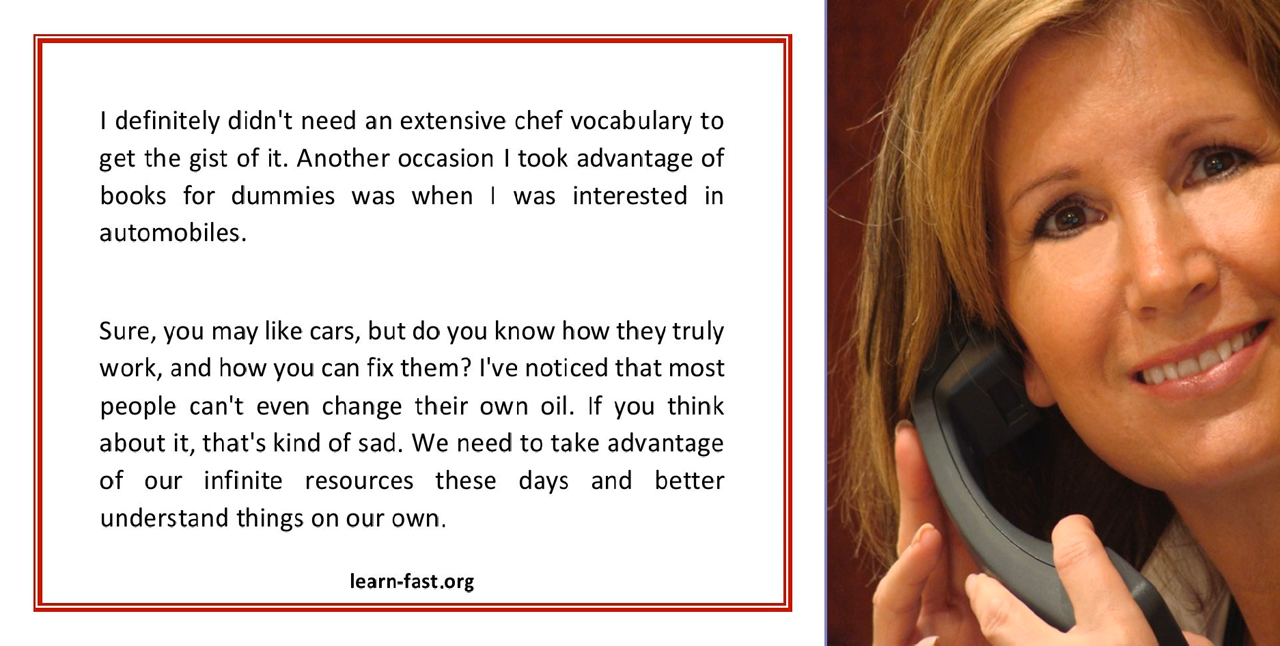 I definitely didn't need an extensive chef vocabulary to
get the gist of it. Another occasion I took advantage of
books for dummies was when I was interested in
automobiles.
Sure, you may like cars, but do you know how they truly
work, and how you can fix them? I've noticed that most
people can't even change their own oil. If you think
about it, that's kind of sad. We need to take advantage
of our infinite resources these days and better
understand things on our own.
learn-fast.org